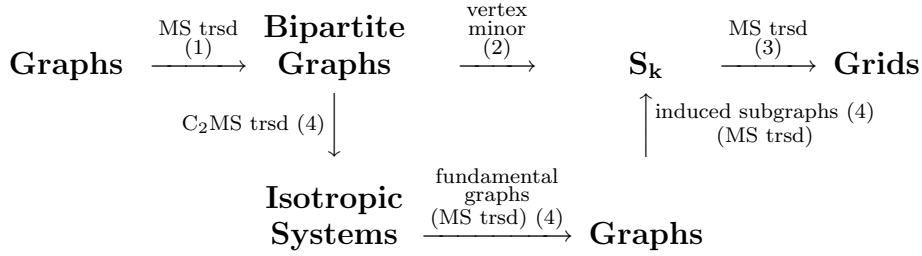 MS trsd
(1)
Bipartite
Graphs
vertex
minor
(2)
MS trsd
(3)
Graphs
S_k
Grids
C₂MS trsd (4)
induced subgraphs (4)
(MS trsd)
Isotropic
Systems
fundamental
graphs
(MS trsd) (4)
Graphs